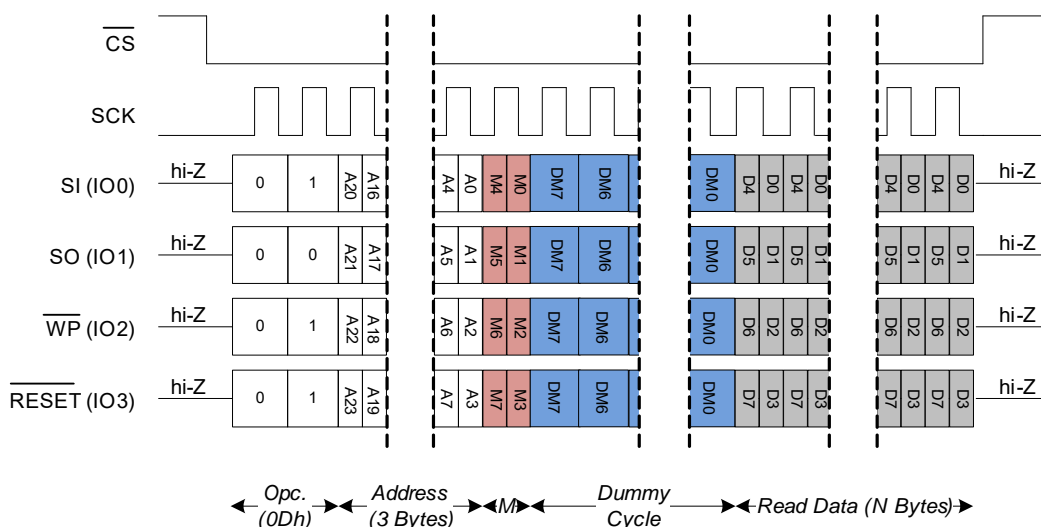 CS
SCK
SI (IO0) hi-Z 0 1 A20 A16 A4 A0 M4 M0 DM7 DM6 DM0 D4 D0 D4 D0 D4 D0 D4 D0 hi-Z
SO (IO1) hi-Z 0 0 A21 A17 A5 A1 M5 M1 DM7 DM6 DM0 D5 D1 D5 D1 D5 D1 D5 D1 hi-Z
WP (IO2) hi-Z 0 1 A22 A18 A6 A2 M6 M2 DM7 DM6 DM0 D6 D2 D6 D2 D6 D2 D6 D2 hi-Z
RESET (IO3) hi-Z 0 1 A23 A19 A7 A3 M7 M3 DM7 DM6 DM0 D7 D3 D7 D3 D7 D3 D7 D3 hi-Z
Opc. Address M Dummy Read Data (N Bytes)
(0Dh) (3 Bytes) Cycle